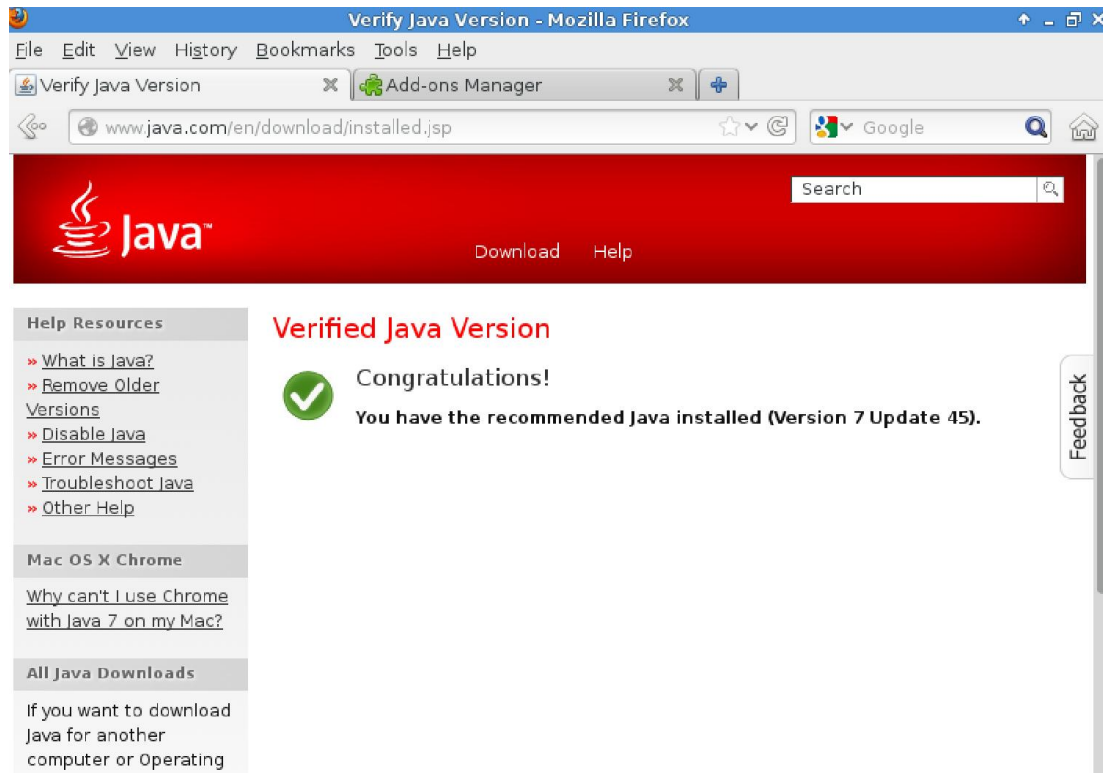 Verify Java Version - Mozilla Firefox
File Edit View History Bookmarks Tools Help
Verify Java Version
Add-ons Manager
www.java.com/en/download/installed.jsp
Google
Java™
Search
Download Help
Help Resources
» What is Java?
» Remove Older
Versions
» Disable Java
» Error Messages
» Troubleshoot Java
» Other Help
Mac OS X Chrome
Why can't I use Chrome
with Java 7 on my Mac?
All Java Downloads
If you want to download
Java for another
computer or Operating
Verified Java Version
Congratulations!
You have the recommended Java installed (Version 7 Update 45).
Feedback